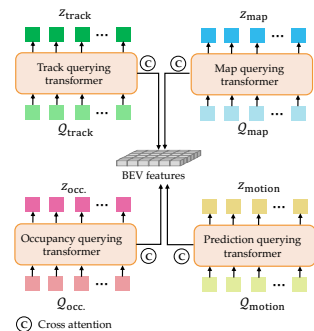 z_track
z_map
...
...
Track querying
transformer
C
C
Map querying
transformer
...
...
Q_track
Q_map
BEV features
z_occ.
z_motion
...
...
Occupancy querying
transformer
C
C
Prediction querying
transformer
...
...
Q_occ.
Q_motion
C Cross attention